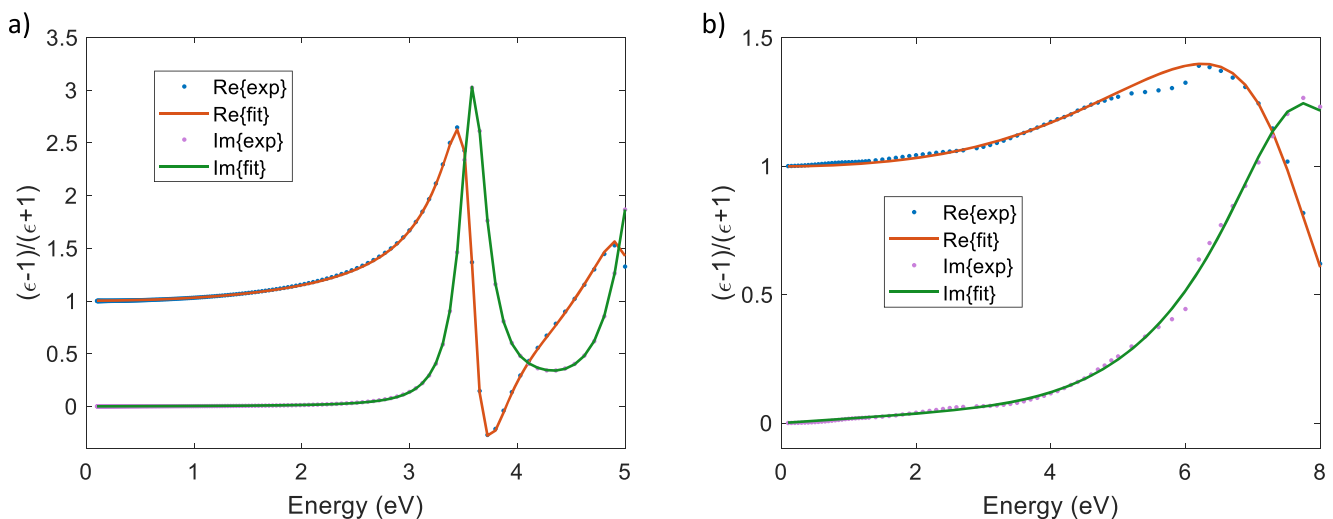 a)
3.5
3
2.5
2
1.5
1
0.5
0
(ϵ-1)/(ϵ+1)
Re{exp}
Re{fit}
Im{exp}
Im{fit}
0 1 2 3 4 5
Energy (eV)
b)
1.5
1
0.5
0
(ϵ-1)/(ϵ+1)
Re{exp}
Re{fit}
Im{exp}
Im{fit}
0 2 4 6 8
Energy (eV)